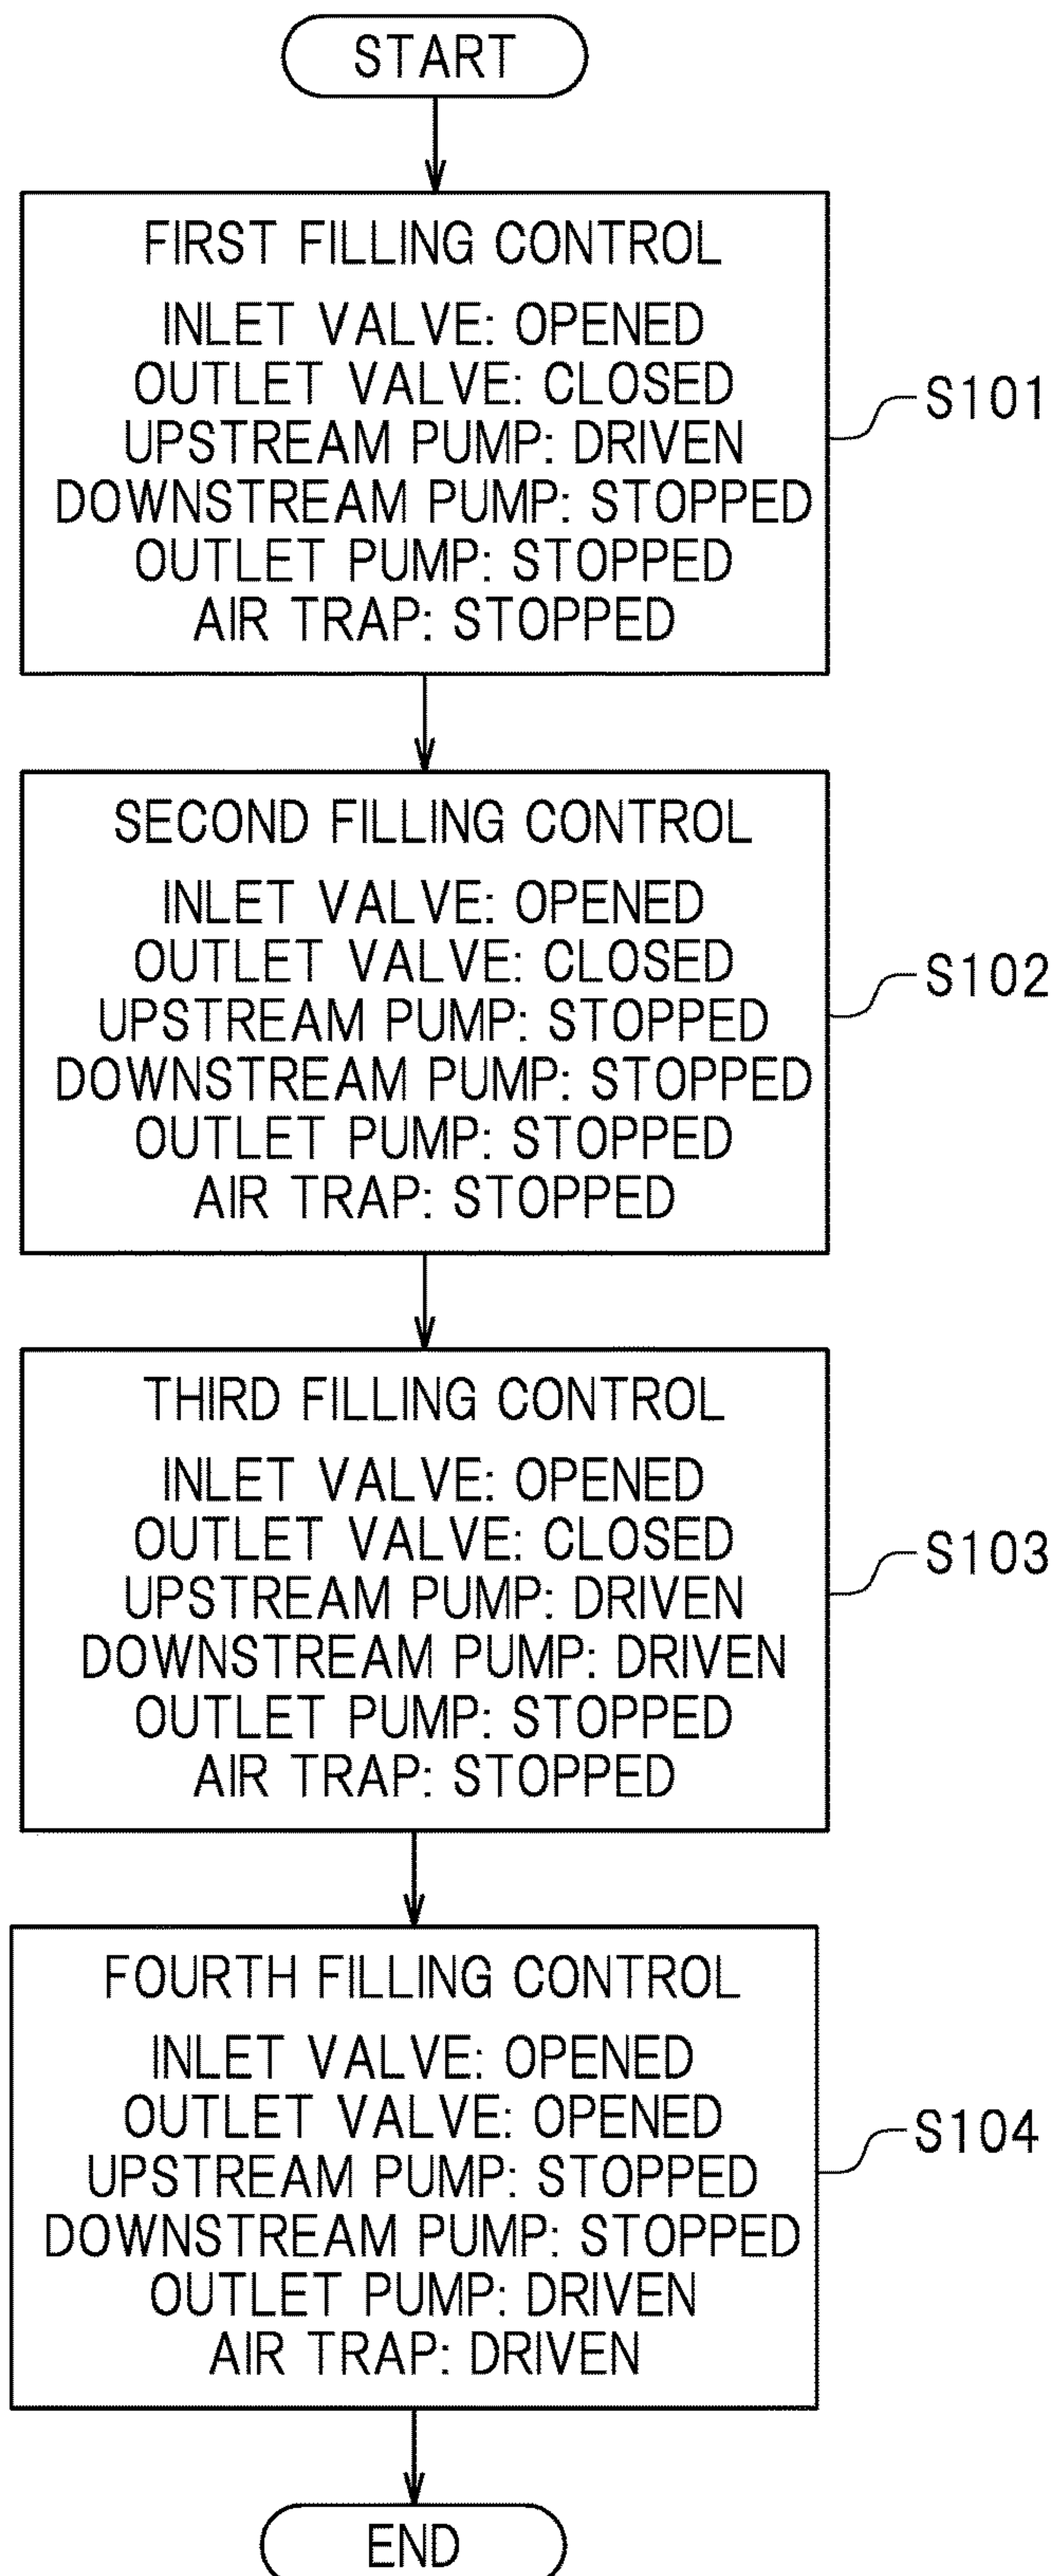 START
FIRST FILLING CONTROL
INLET VALVE: OPENED
OUTLET VALVE: CLOSED
UPSTREAM PUMP: DRIVEN
DOWNSTREAM PUMP: STOPPED
OUTLET PUMP: STOPPED
AIR TRAP: STOPPED
S101
SECOND FILLING CONTROL
INLET VALVE: OPENED
OUTLET VALVE: CLOSED
UPSTREAM PUMP: STOPPED
DOWNSTREAM PUMP: STOPPED
OUTLET PUMP: STOPPED
AIR TRAP: STOPPED
S102
THIRD FILLING CONTROL
INLET VALVE: OPENED
OUTLET VALVE: CLOSED
UPSTREAM PUMP: DRIVEN
DOWNSTREAM PUMP: DRIVEN
OUTLET PUMP: STOPPED
AIR TRAP: STOPPED
S103
FOURTH FILLING CONTROL
INLET VALVE: OPENED
OUTLET VALVE: OPENED
UPSTREAM PUMP: STOPPED
DOWNSTREAM PUMP: STOPPED
OUTLET PUMP: DRIVEN
AIR TRAP: DRIVEN
S104
END